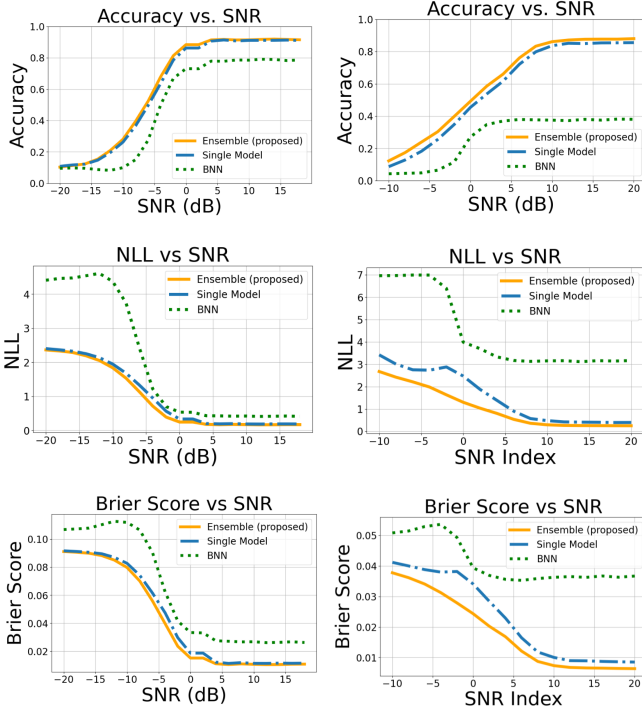 Accuracy vs. SNR
1.0
0.8
0.6
0.4
0.2
0.0
Accuracy
Ensemble (proposed)
Single Model
BNN
−20 −15 −10 −5 0 5 10 15
SNR (dB)
Accuracy vs. SNR
1.0
0.8
0.6
0.4
0.2
0.0
Accuracy
Ensemble (proposed)
Single Model
BNN
−10 −5 0 5 10 15 20
SNR (dB)
NLL vs SNR
4
3
2
1
0
NLL
Ensemble (proposed)
Single Model
BNN
−20 −15 −10 −5 0 5 10 15
SNR (dB)
NLL vs SNR
7
6
5
4
3
2
1
0
NLL
Ensemble (proposed)
Single Model
BNN
−10 −5 0 5 10 15 20
SNR Index
Brier Score vs SNR
0.10
0.08
0.06
0.04
0.02
Brier Score
Ensemble (proposed)
Single Model
BNN
−20 −15 −10 −5 0 5 10 15
SNR (dB)
Brier Score vs SNR
0.05
0.04
0.03
0.02
0.01
Brier Score
Ensemble (proposed)
Single Model
BNN
−10 −5 0 5 10 15 20
SNR Index